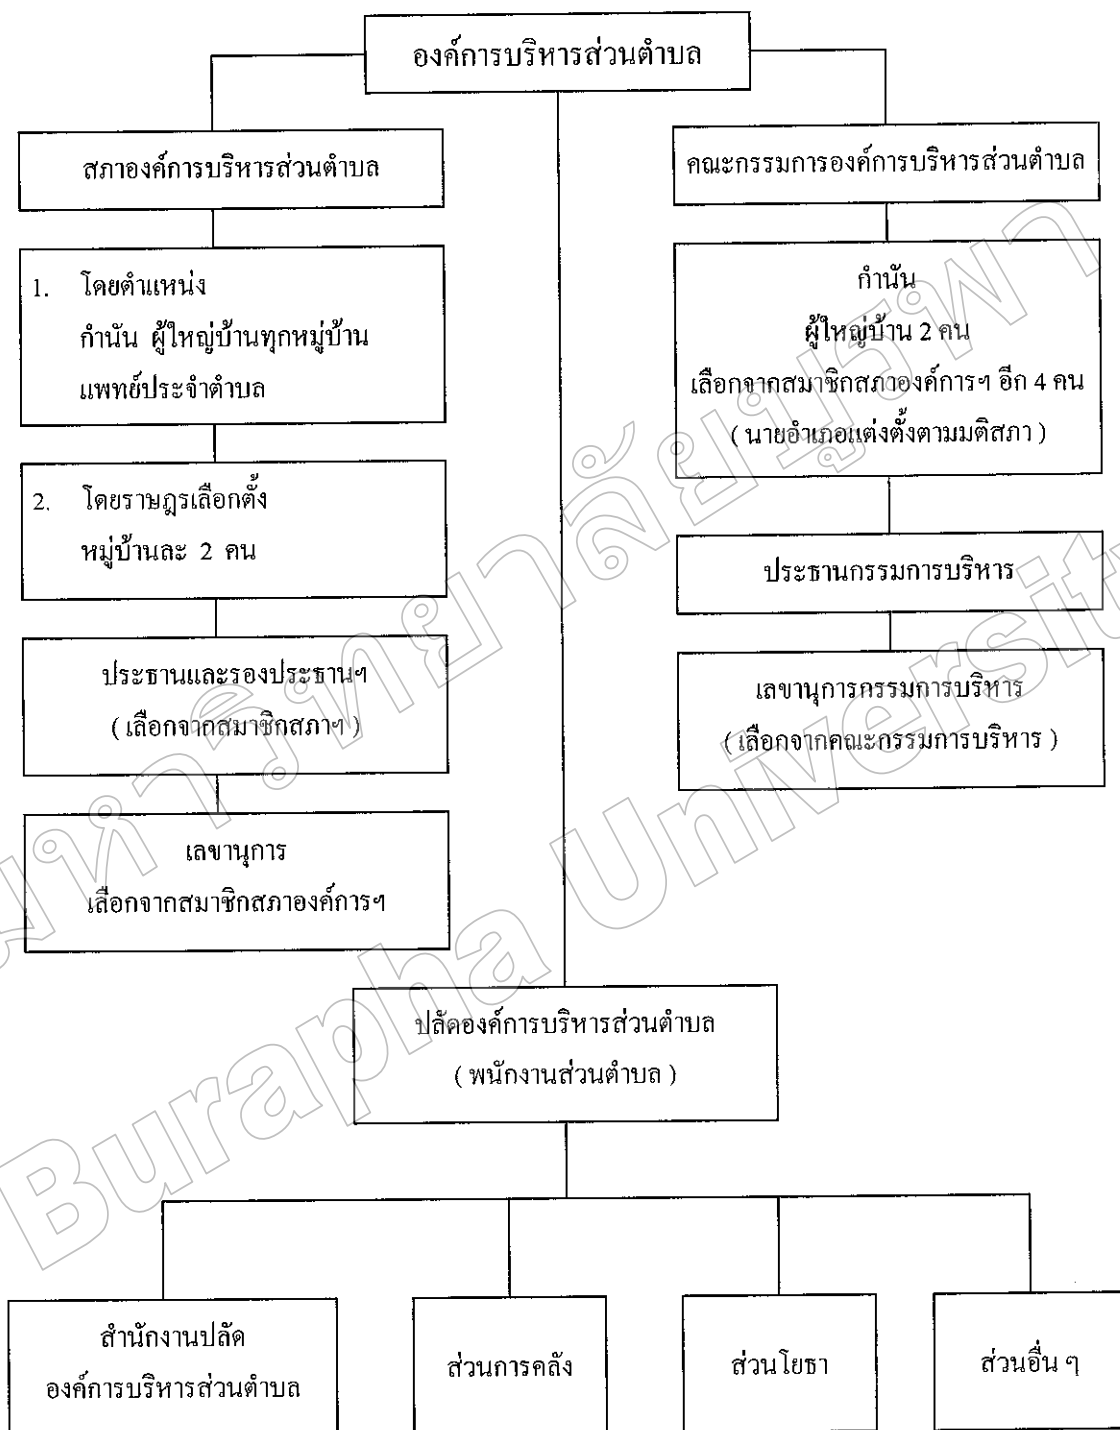 องค์การบริหารส่วนตำบล
สภาองค์การบริหารส่วนตำบล
1. โดยตำแหน่ง
กำนัน ผู้ใหญ่บ้านทุกหมู่บ้าน
แพทย์ประจำตำบล
2. โดยราษฎรเลือกตั้ง
หมู่บ้านละ 2 คน
ประธานและรองประธานฯ
( เลือกจากสมาชิกสภาฯ )
เลขานุการ
เลือกจากสมาชิกสภาองค์การฯ
คณะกรรมการองค์การบริหารส่วนตำบล
กำนัน
ผู้ใหญ่บ้าน 2 คน
เลือกจากสมาชิกสภาองค์การฯ อีก 4 คน
( นายอำเภอแต่งตั้งตามมติสภา )
ประธานกรรมการบริหาร
เลขานุการกรรมการบริหาร
( เลือกจากคณะกรรมการบริหาร )
ปลัดองค์การบริหารส่วนตำบล
( พนักงานส่วนตำบล )
สำนักงานปลัด
องค์การบริหารส่วนตำบล
ส่วนการคลัง
ส่วนโยธา
ส่วนอื่น ๆ
มหาวิทยาลัยบูรพา
Burapha University